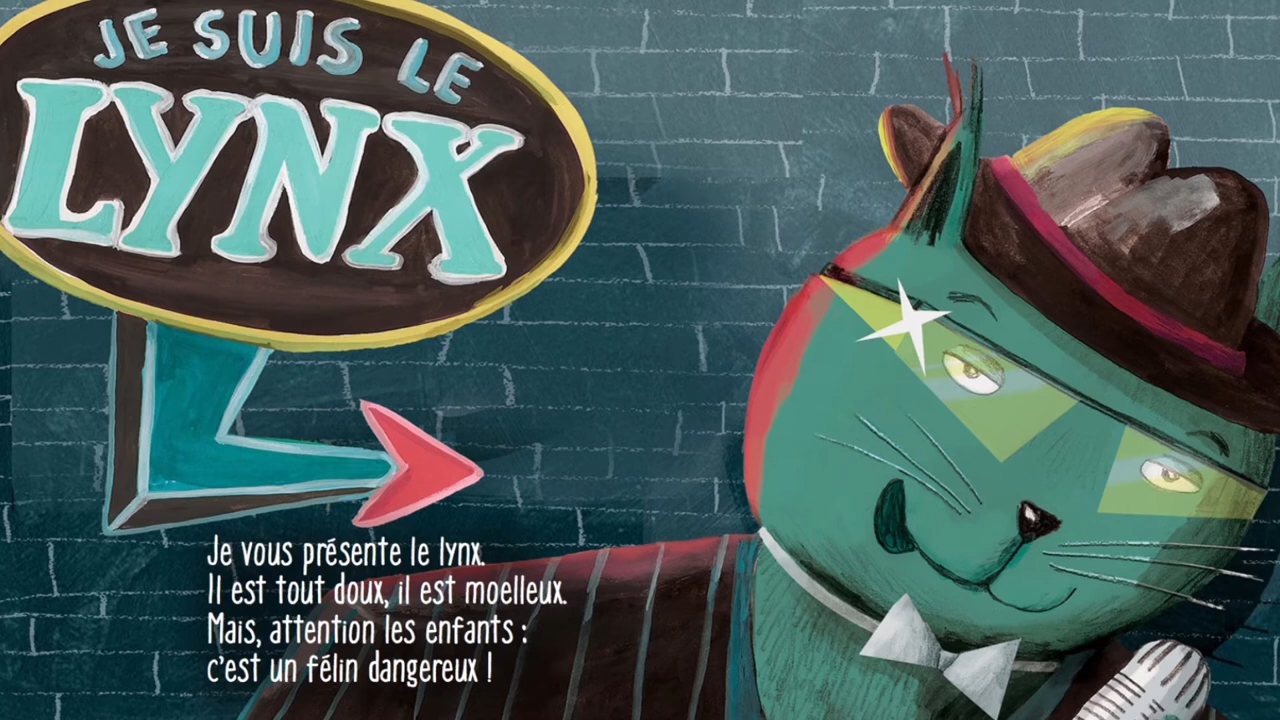 JE SUIS LE
LYNX
Je vous présente le lynx.
Il est tout doux, il est moelleux.
Mais, attention les enfants :
c'est un félin dangereux !